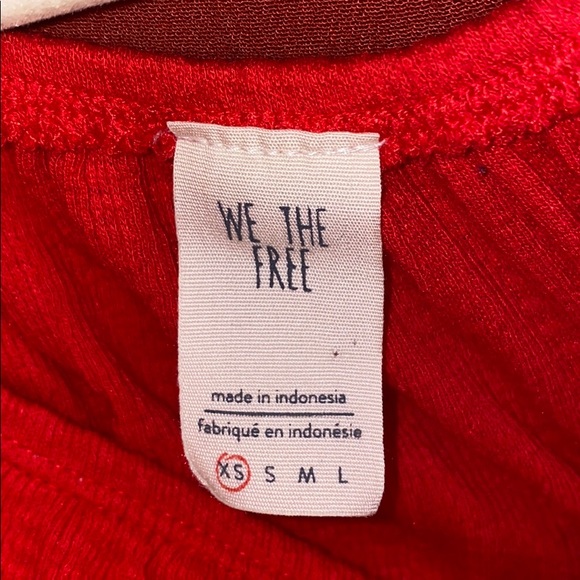 WE THE
FREE
made in indonesia
fabriqué en indonésie
XS S M L